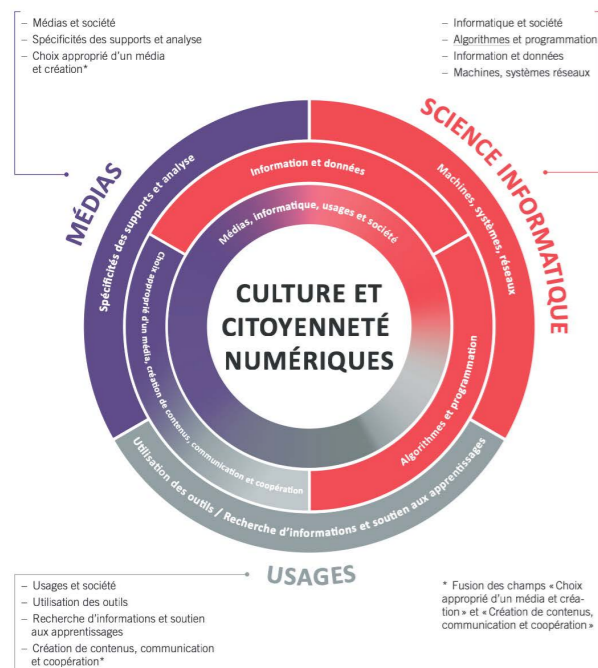 – Médias et société
– Spécificités des supports et analyse
– Choix approprié d'un média
et création*
– Informatique et société
– Algorithmes et programmation
– Information et données
– Machines, systèmes réseaux
MÉDIAS
SCIENCE INFORMATIQUE
USAGES
Spécificités des supports et analyse
Machines, systèmes, réseaux
Utilisation des outils / Recherche d'informations et soutien aux apprentissages
Information et données
Choix approprié d'un média, création de contenus, communication et coopération
Algorithmes et programmation
Médias, informatique, usages et société
CULTURE ET
CITOYENNETÉ
NUMÉRIQUES
– Usages et société
– Utilisation des outils
– Recherche d'informations et soutien
aux apprentissages
– Création de contenus, communication
et coopération*
* Fusion des champs « Choix
approprié d'un média et créa-
tion » et « Création de contenus,
communication et coopération »